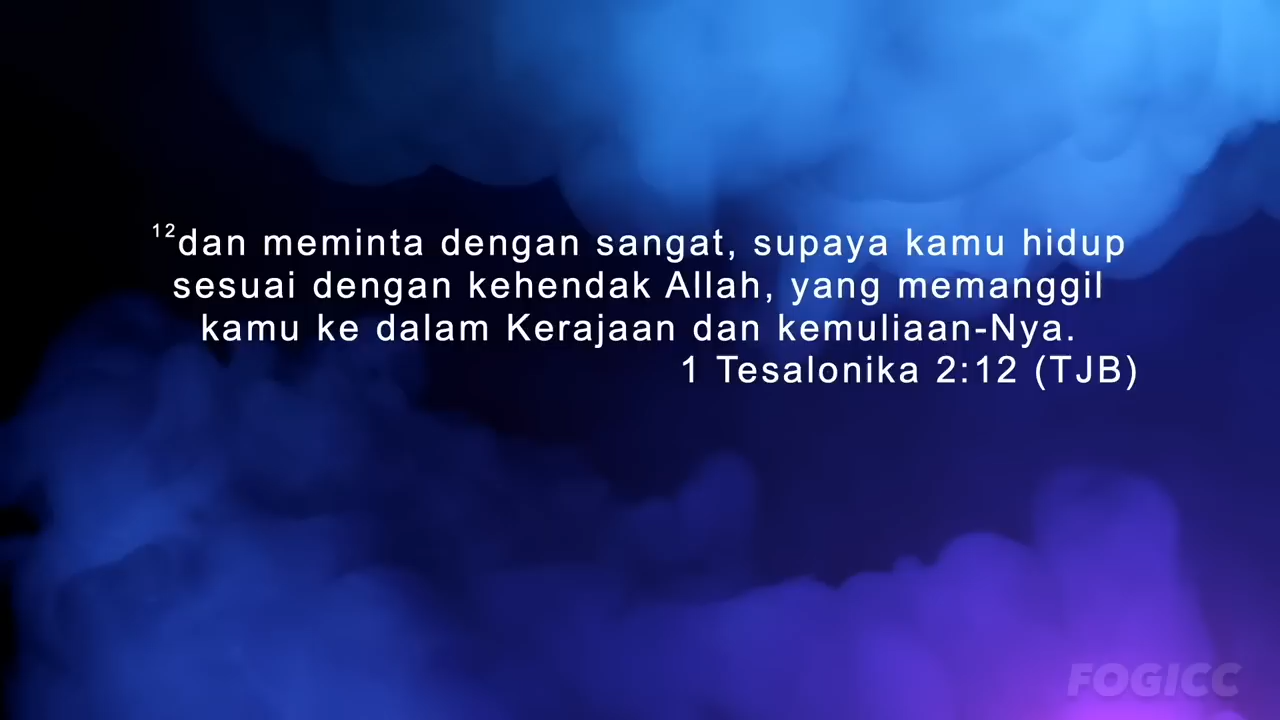 12dan meminta dengan sangat, supaya kamu hidup
sesuai dengan kehendak Allah, yang memanggil
kamu ke dalam Kerajaan dan kemuliaan-Nya.
1 Tesalonika 2:12 (TJB)
FOGICC